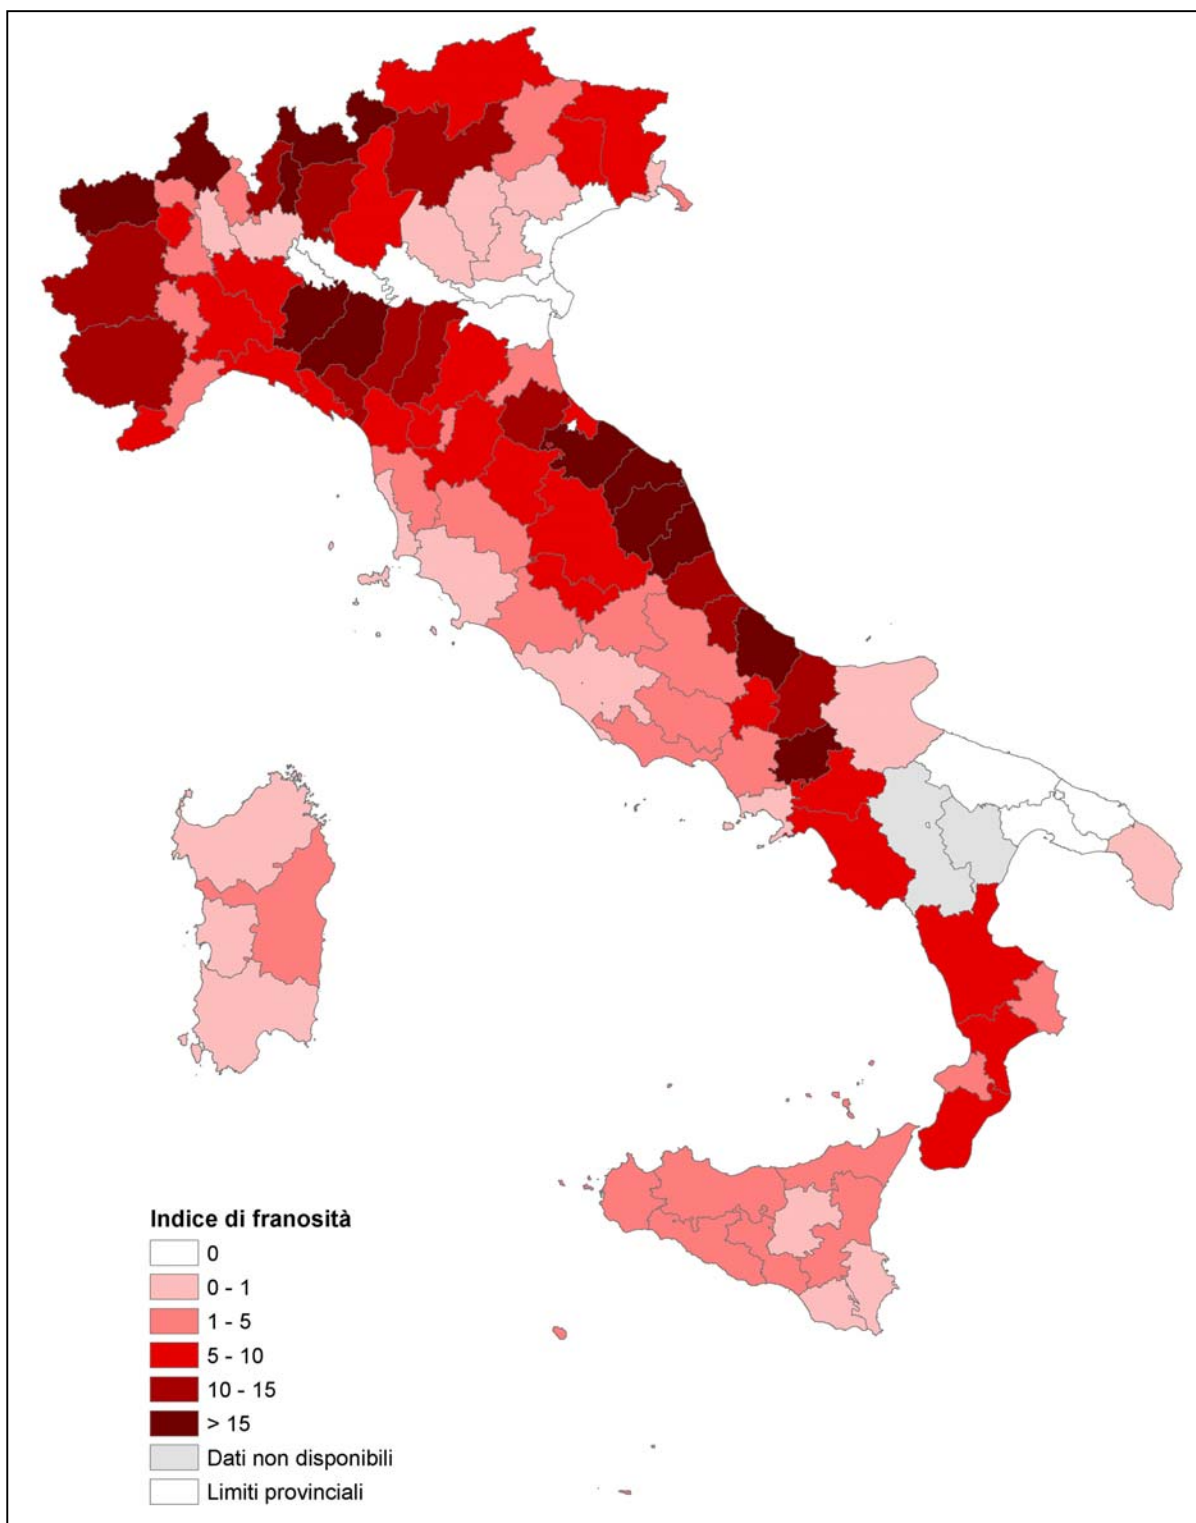 Indice di franosità
0
0 - 1
1 - 5
5 - 10
10 - 15
> 15
Dati non disponibili
Limiti provinciali